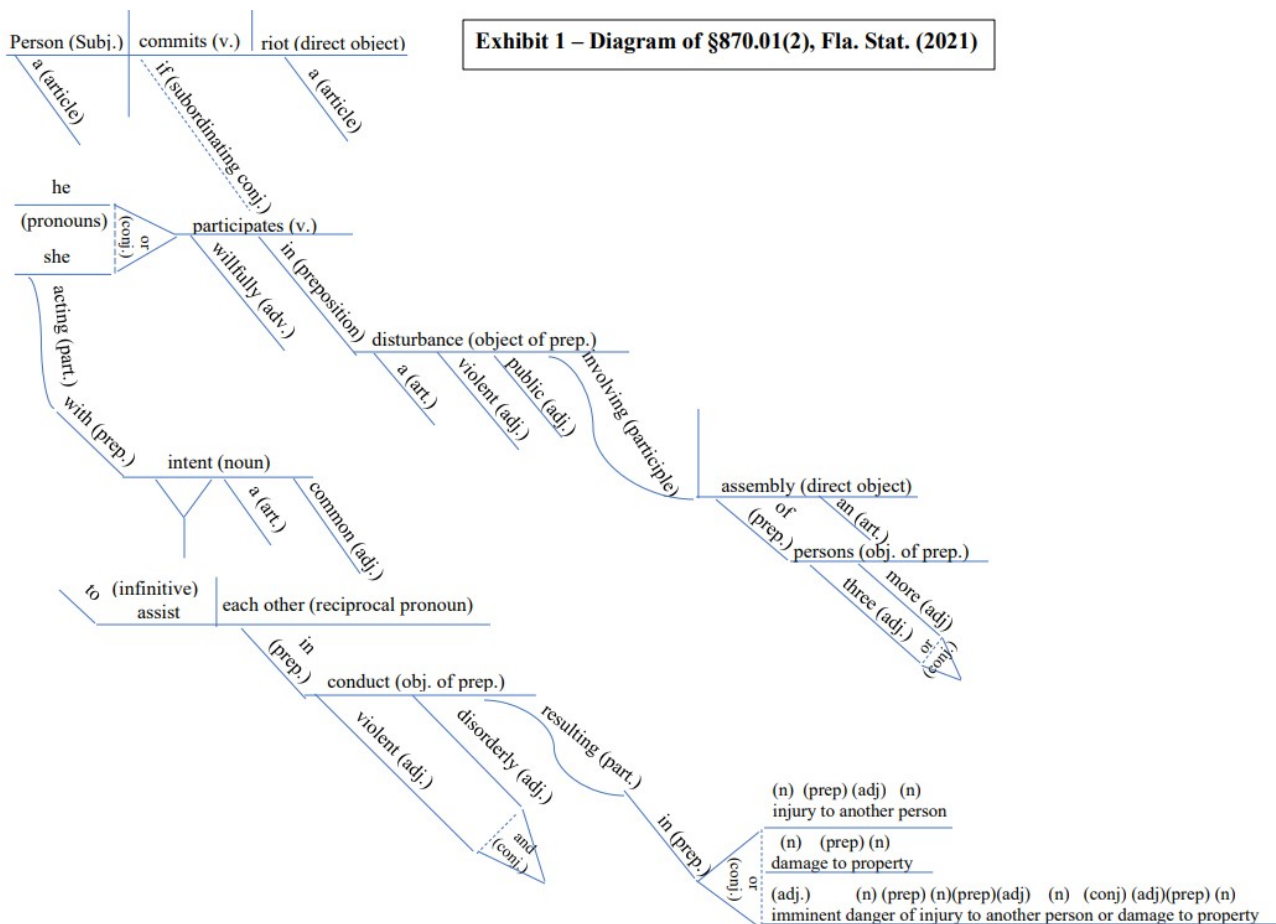 Exhibit 1 – Diagram of §870.01(2), Fla. Stat. (2021)
Person (Subj.) commits (v.) riot (direct object)
a (article)
if (subordinating conj.)
a (article)
he
(pronouns)
she
or
(conj.)
participates (v.)
willfully (adv.)
in (preposition)
disturbance (object of prep.)
a (art.)
violent (adj.)
public (adj.)
involving (participle)
assembly (direct object)
an (art.)
of
(prep.)
persons (obj. of prep.)
three (adj.)
more (adj)
or
(conj.)
acting (part.)
with (prep.)
intent (noun)
a (art.)
common (adj.)
to
(infinitive)
assist
each other (reciprocal pronoun)
in
(prep.)
conduct (obj. of prep.)
violent (adj.)
disorderly (adj.)
and
(conj.)
resulting (part.)
in (prep.)
or
(conj.)
(n) (prep) (adj) (n)
injury to another person
(n) (prep) (n)
damage to property
(adj.) (n) (prep) (n)(prep)(adj) (n) (conj) (adj)(prep) (n)
imminent danger of injury to another person or damage to property